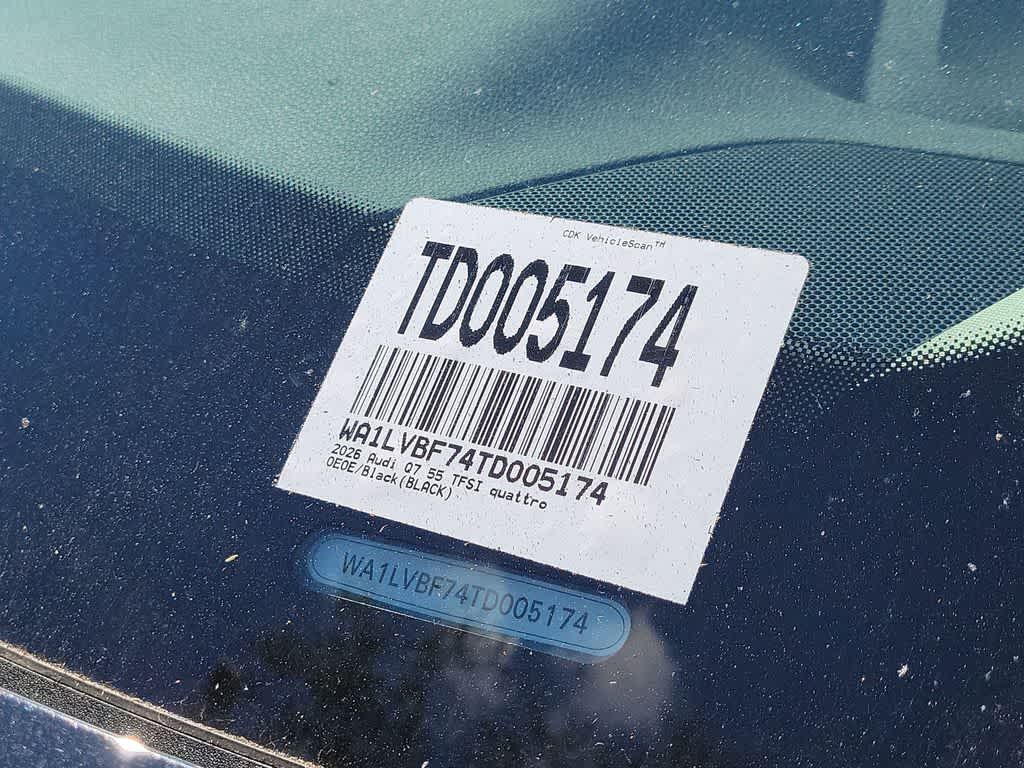 CDK VehicleScan™
TD005174
WA1LVBF74TD005174
2026 Audi Q7 55 TFSI quattro
0E0E/Black(BLACK)
WA1LVBF74TD005174